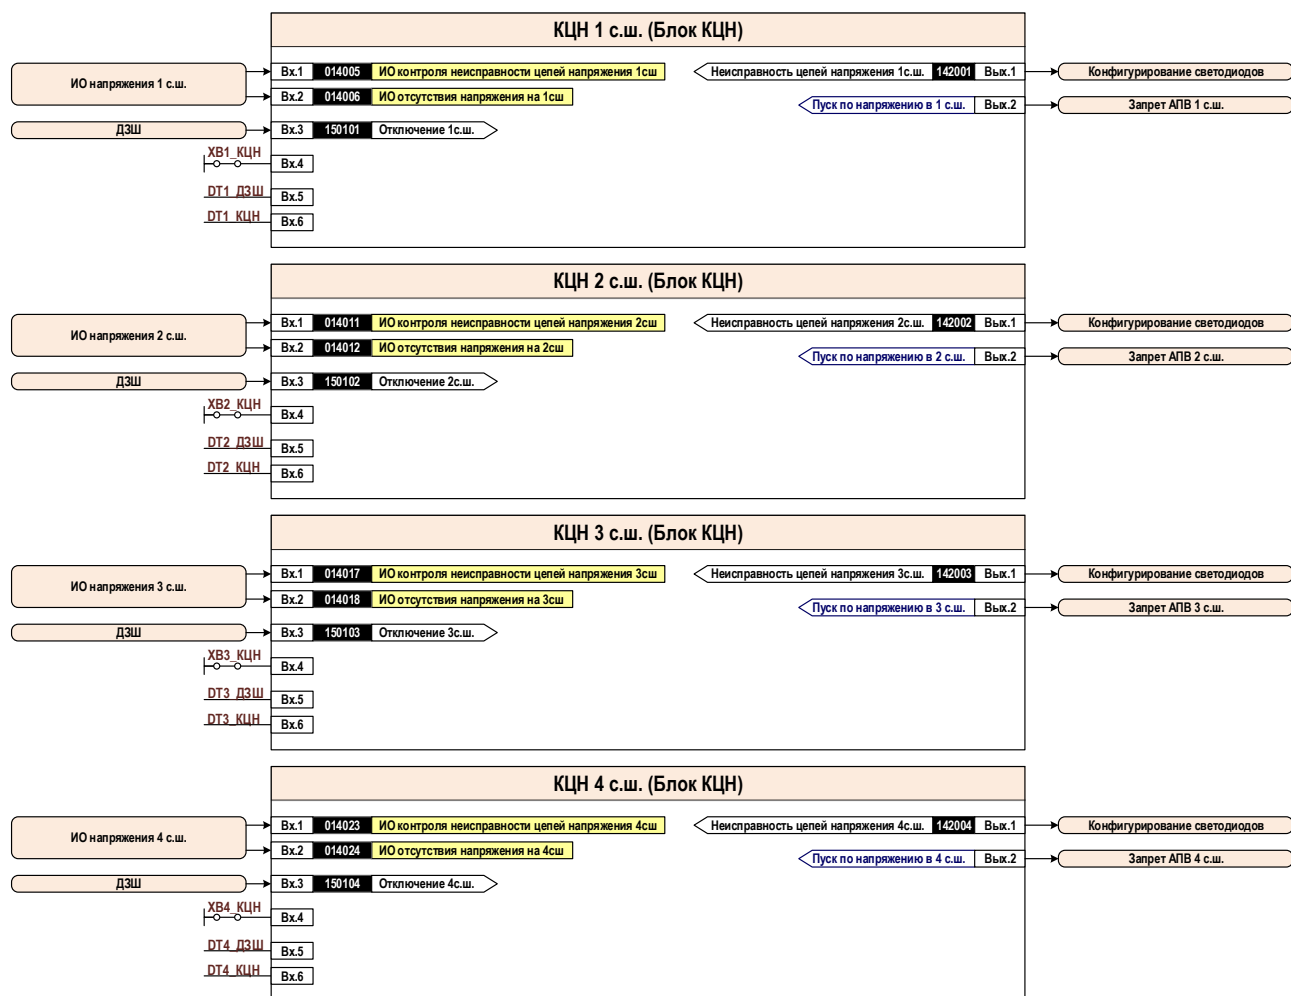 КЦН 1 с.ш. (Блок КЦН)
ИО напряжения 1 с.ш.
Вх.1 014005 ИО контроля неисправности цепей напряжения 1сш
Неисправность цепей напряжения 1с.ш. 142001 Вых.1
Конфигурирование светодиодов
Вх.2 014006 ИО отсутствия напряжения на 1сш
Пуск по напряжению в 1 с.ш. Вых.2
Запрет АПВ 1 с.ш.
ДЗШ
Вх.3 150101 Отключение 1с.ш.
XB1_КЦН
Вх.4
DT1_ДЗШ
Вх.5
DT1_КЦН
Вх.6
КЦН 2 с.ш. (Блок КЦН)
ИО напряжения 2 с.ш.
Вх.1 014011 ИО контроля неисправности цепей напряжения 2сш
Неисправность цепей напряжения 2с.ш. 142002 Вых.1
Конфигурирование светодиодов
Вх.2 014012 ИО отсутствия напряжения на 2сш
Пуск по напряжению в 2 с.ш. Вых.2
Запрет АПВ 2 с.ш.
ДЗШ
Вх.3 150102 Отключение 2с.ш.
XB2_КЦН
Вх.4
DT2_ДЗШ
Вх.5
DT2_КЦН
Вх.6
КЦН 3 с.ш. (Блок КЦН)
ИО напряжения 3 с.ш.
Вх.1 014017 ИО контроля неисправности цепей напряжения 3сш
Неисправность цепей напряжения 3с.ш. 142003 Вых.1
Конфигурирование светодиодов
Вх.2 014018 ИО отсутствия напряжения на 3сш
Пуск по напряжению в 3 с.ш. Вых.2
Запрет АПВ 3 с.ш.
ДЗШ
Вх.3 150103 Отключение 3с.ш.
XB3_КЦН
Вх.4
DT3_ДЗШ
Вх.5
DT3_КЦН
Вх.6
КЦН 4 с.ш. (Блок КЦН)
ИО напряжения 4 с.ш.
Вх.1 014023 ИО контроля неисправности цепей напряжения 4сш
Неисправность цепей напряжения 4с.ш. 142004 Вых.1
Конфигурирование светодиодов
Вх.2 014024 ИО отсутствия напряжения на 4сш
Пуск по напряжению в 4 с.ш. Вых.2
Запрет АПВ 4 с.ш.
ДЗШ
Вх.3 150104 Отключение 4с.ш.
XB4_КЦН
Вх.4
DT4_ДЗШ
Вх.5
DT4_КЦН
Вх.6